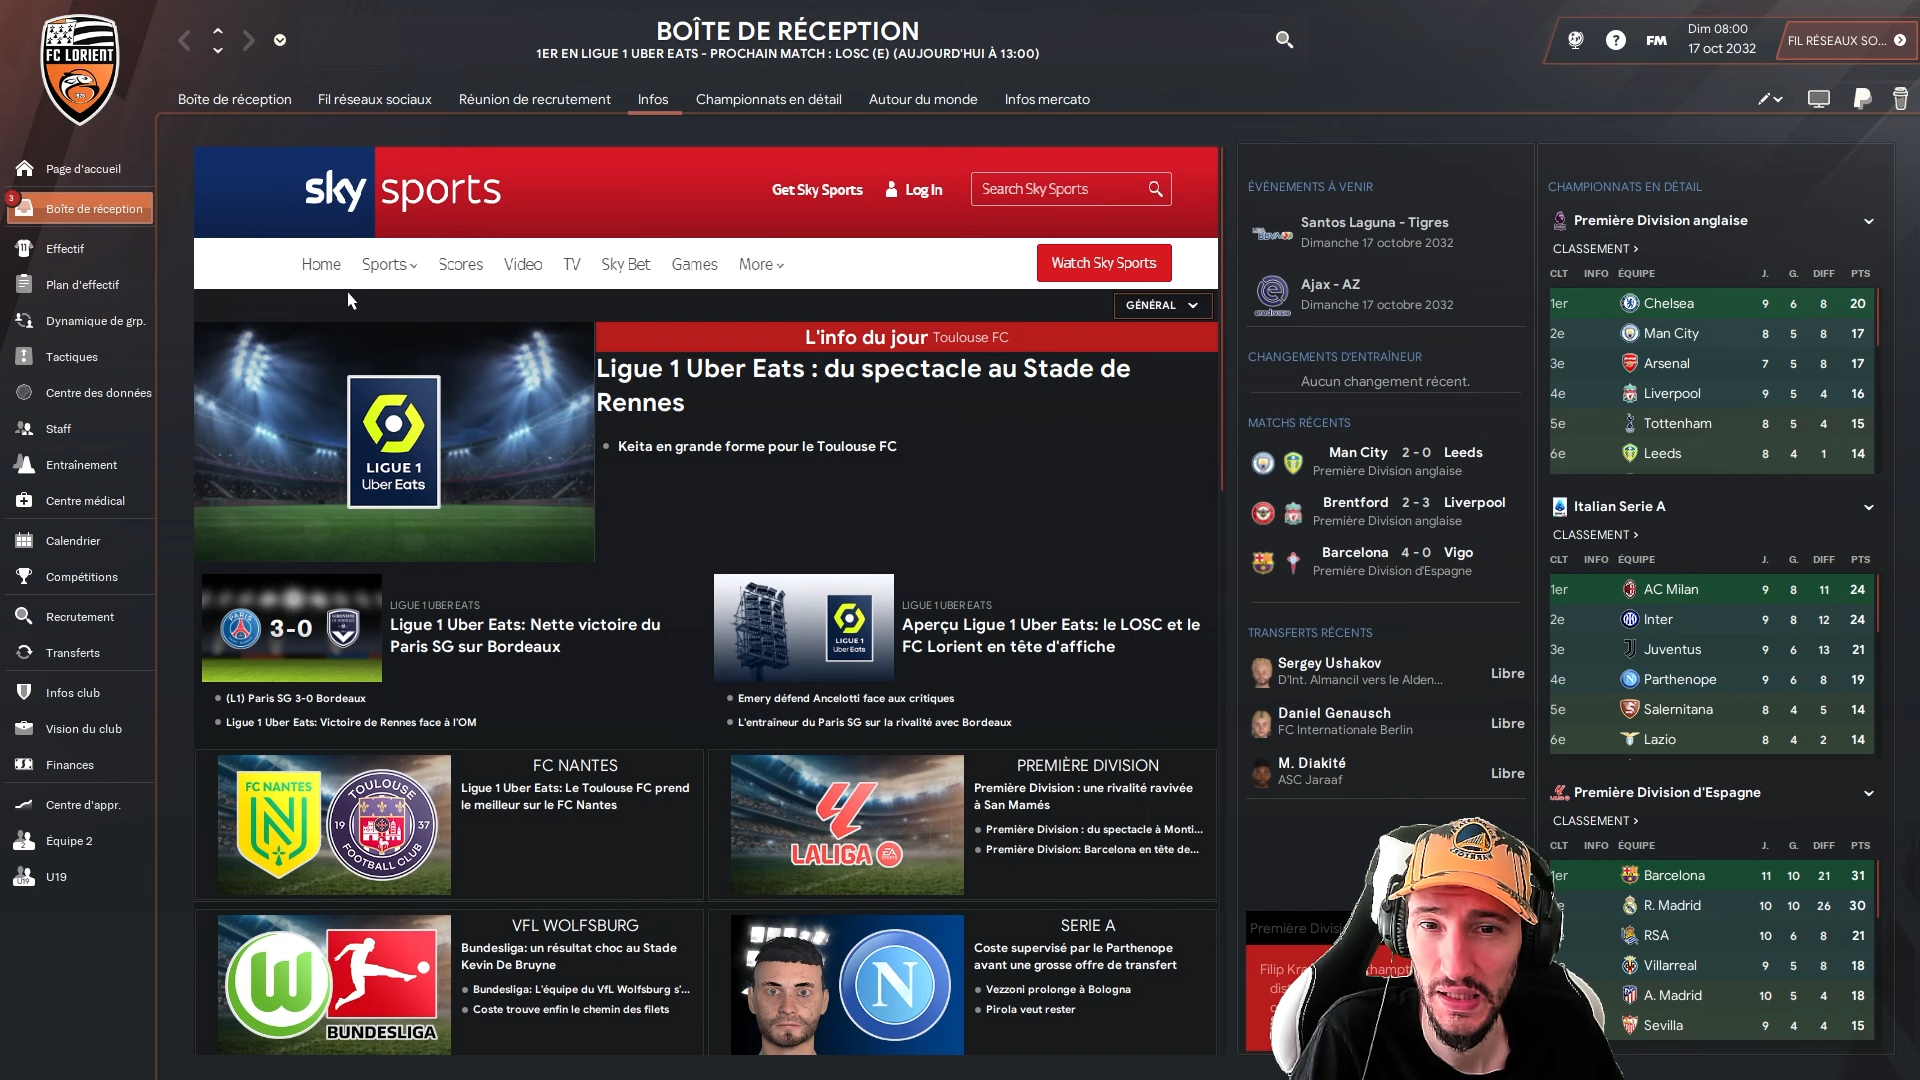 FC LORIENT
BOÎTE DE RÉCEPTION
1ER EN LIGUE 1 UBER EATS - PROCHAIN MATCH : LOSC (E) (AUJOURD'HUI À 13:00)
FM
Dim 08:00
17 oct 2032
FIL RÉSEAUX SO...
Boîte de réception
Fil réseaux sociaux
Réunion de recrutement
Infos
Championnats en détail
Autour du monde
Infos mercato
Page d'accueil
3
Boîte de réception
Effectif
Plan d'effectif
Dynamique de grp.
Tactiques
Centre des données
Staff
Entraînement
Centre médical
Calendrier
Compétitions
Recrutement
Transferts
Infos club
Vision du club
Finances
Centre d'appr.
Équipe 2
U19
sky sports
Get Sky Sports
Log In
Search Sky Sports
Home
Sports
Scores
Video
TV
Sky Bet
Games
More
Watch Sky Sports
GÉNÉRAL
LIGUE 1
Uber Eats
L'info du jour Toulouse FC
Ligue 1 Uber Eats : du spectacle au Stade de
Rennes
Keita en grande forme pour le Toulouse FC
3-0
LIGUE 1 UBER EATS
Ligue 1 Uber Eats: Nette victoire du
Paris SG sur Bordeaux
(L1) Paris SG 3-0 Bordeaux
Ligue 1 Uber Eats: Victoire de Rennes face à l'OM
LIGUE 1
Uber Eats
LIGUE 1 UBER EATS
Aperçu Ligue 1 Uber Eats: le LOSC et le
FC Lorient en tête d'affiche
Emery défend Ancelotti face aux critiques
L'entraîneur du Paris SG sur la rivalité avec Bordeaux
FC NANTES
TOULOUSE
19 37
FOOTBALL CLUB
FC NANTES
Ligue 1 Uber Eats: Le Toulouse FC prend
le meilleur sur le FC Nantes
LALIGA EA
PREMIÈRE DIVISION
Première Division : une rivalité ravivée
à San Mamés
Première Division : du spectacle à Monti...
Première Division: Barcelona en tête de...
BUNDESLIGA
VFL WOLFSBURG
Bundesliga: un résultat choc au Stade
Kevin De Bruyne
Bundesliga: L'équipe du VfL Wolfsburg s'...
Coste trouve enfin le chemin des filets
N
SERIE A
Coste supervisé par le Parthenope
avant une grosse offre de transfert
Vezzoni prolonge à Bologna
Pirola veut rester
ÉVÉNEMENTS À VENIR
Santos Laguna - Tigres
Dimanche 17 octobre 2032
Ajax - AZ
Dimanche 17 octobre 2032
CHANGEMENTS D'ENTRAÎNEUR
Aucun changement récent.
MATCHS RÉCENTS
Man City 2 - 0 Leeds
Première Division anglaise
Brentford 2 - 3 Liverpool
Première Division anglaise
Barcelona 4 - 0 Vigo
Première Division d'Espagne
TRANSFERTS RÉCENTS
Sergey Ushakov
D'Int. Almancil vers le Alden...
Libre
Daniel Genausch
FC Internationale Berlin
Libre
M. Diakité
ASC Jaraaf
Libre
CHAMPIONNATS EN DÉTAIL
Première Division anglaise
CLASSEMENT >
CLT INFO ÉQUIPE J. G. DIFF PTS
1er Chelsea 9 6 8 20
2e Man City 8 5 8 17
3e Arsenal 7 5 8 17
4e Liverpool 9 5 4 16
5e Tottenham 8 5 4 15
6e Leeds 8 4 1 14
Italian Serie A
CLASSEMENT >
CLT INFO ÉQUIPE J. G. DIFF PTS
1er AC Milan 9 8 11 24
2e Inter 9 8 12 24
3e Juventus 9 6 13 21
4e Parthenope 9 6 8 19
5e Salernitana 8 4 5 14
6e Lazio 8 4 2 14
Première Division d'Espagne
CLASSEMENT >
CLT INFO ÉQUIPE J. G. DIFF PTS
Barcelona 11 10 21 31
R. Madrid 10 10 26 30
RSA 10 6 8 21
Villarreal 9 5 8 18
A. Madrid 10 5 4 18
Sevilla 9 4 4 15
Première
Filip